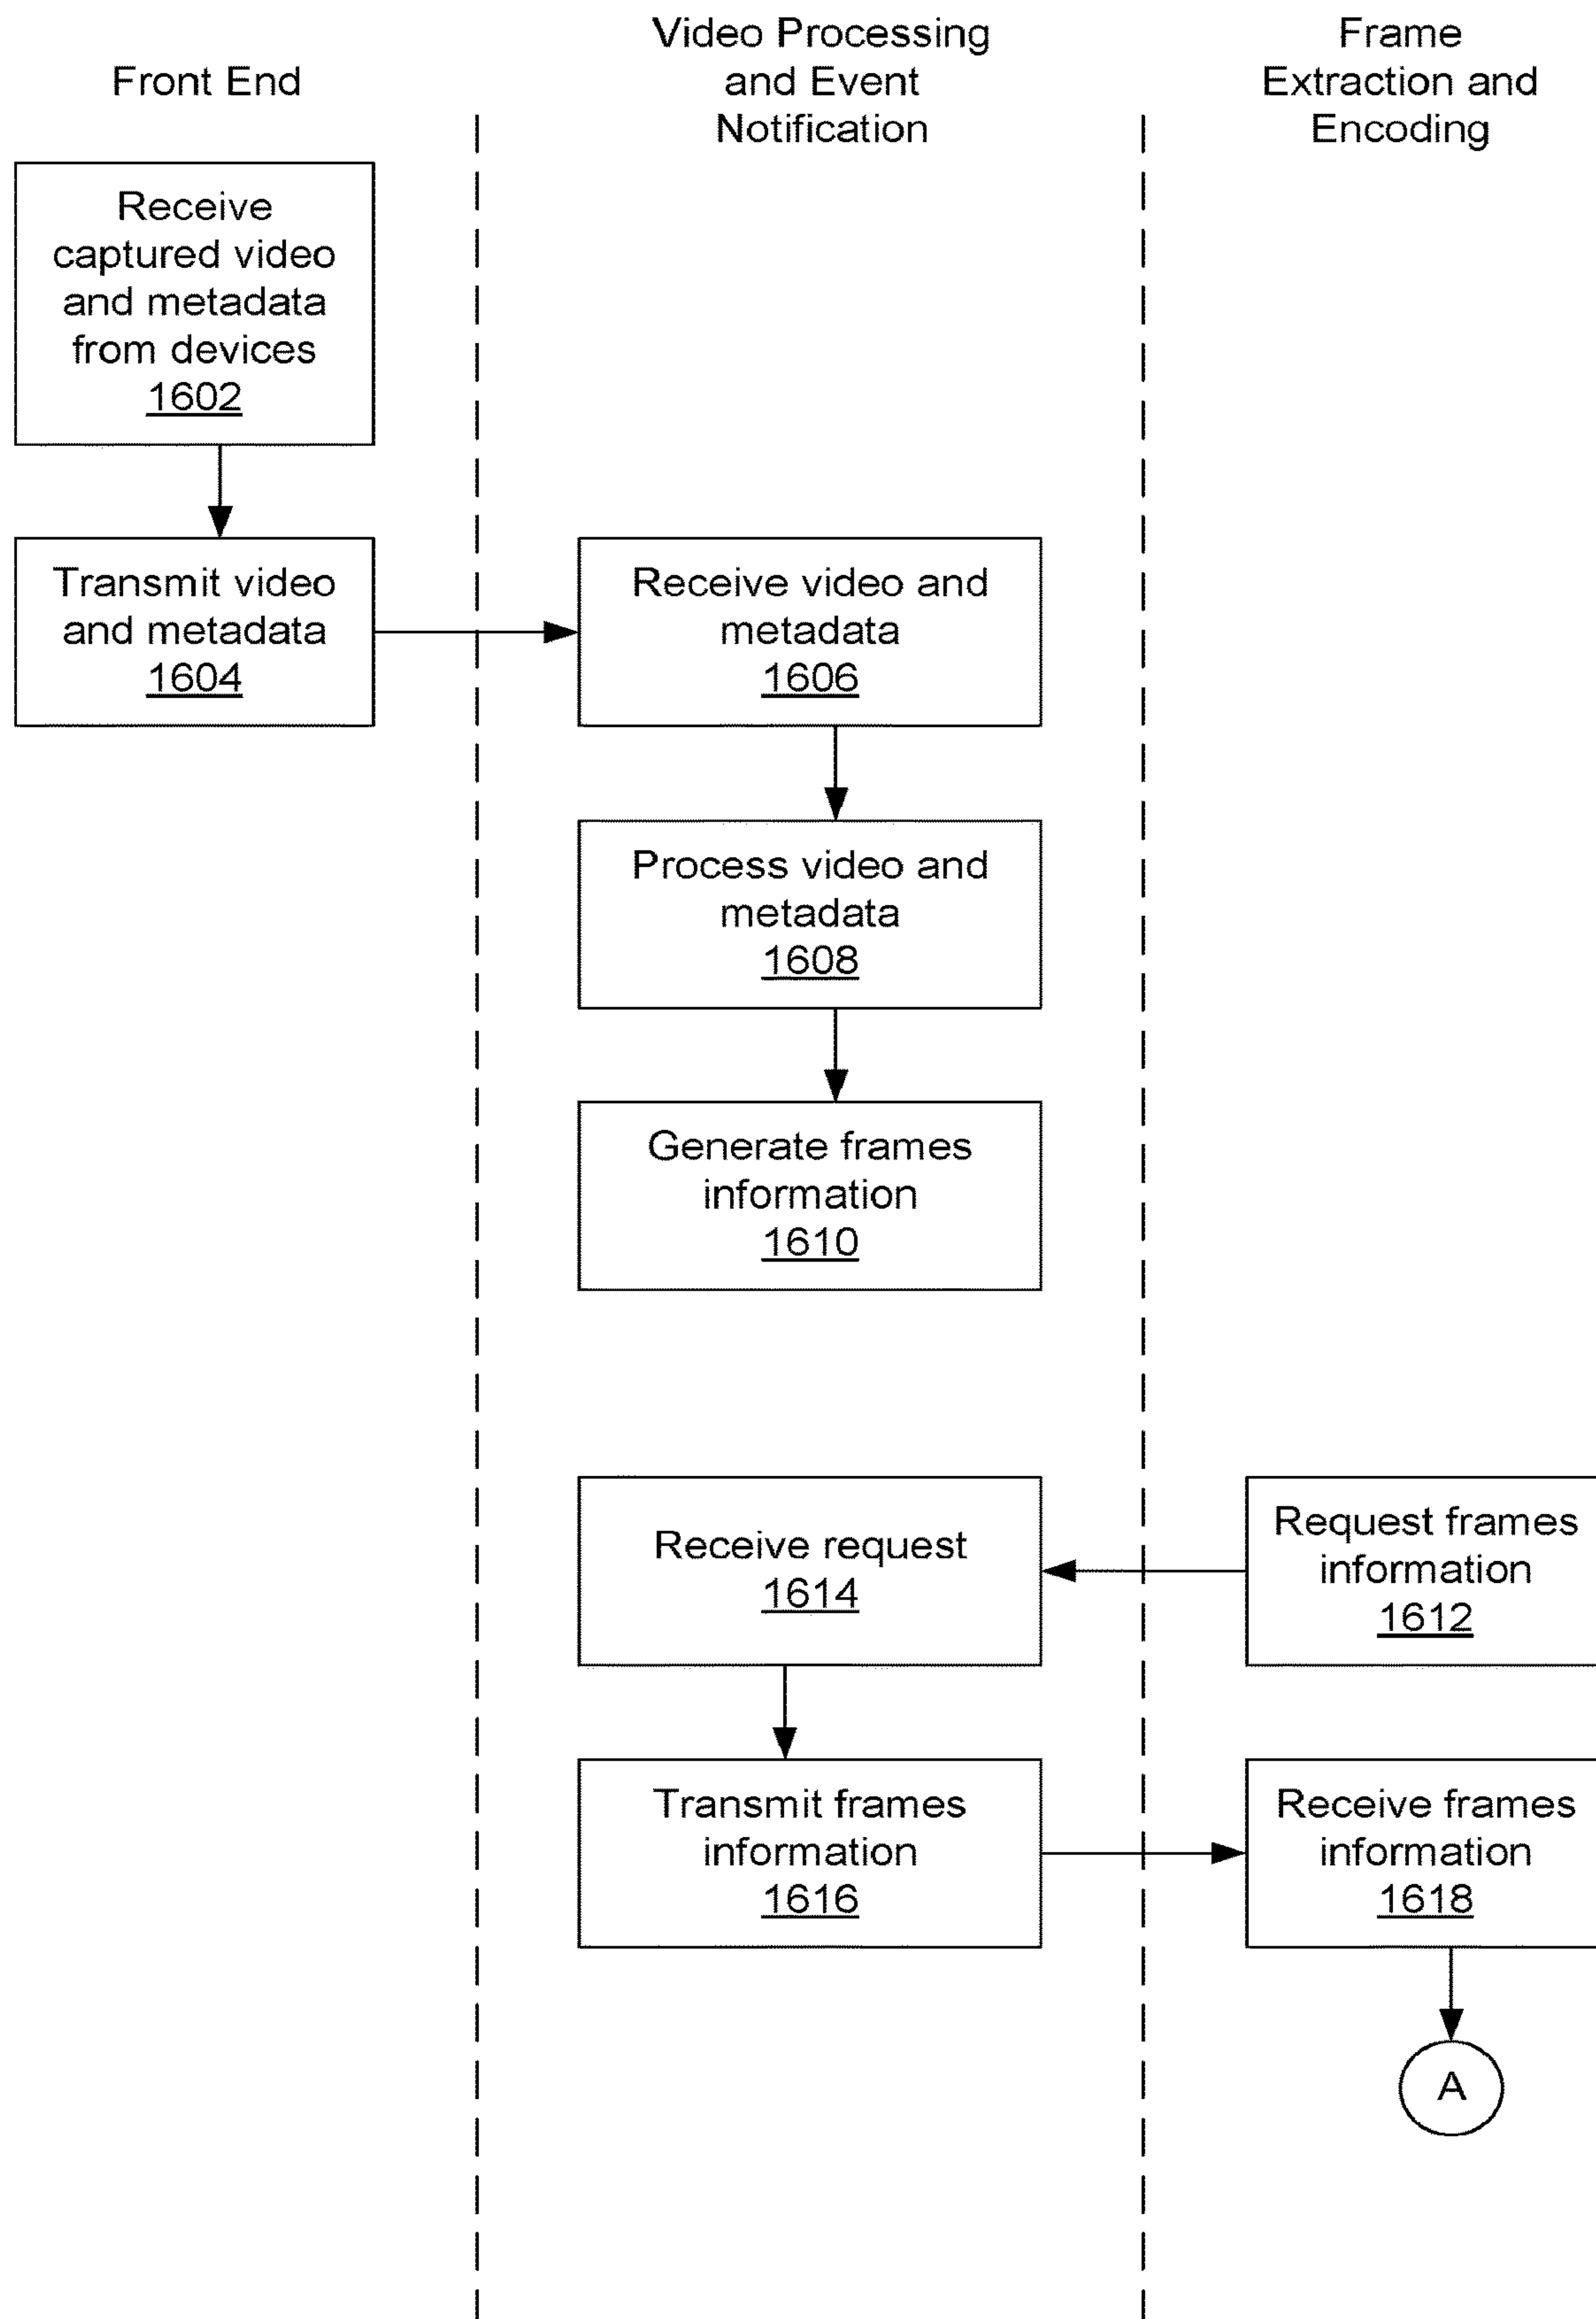 Front End
Video Processing
and Event
Notification
Frame
Extraction and
Encoding
Receive
captured video
and metadata
from devices
1602
Transmit video
and metadata
1604
Receive video and
metadata
1606
Process video and
metadata
1608
Generate frames
information
1610
Receive request
1614
Request frames
information
1612
Transmit frames
information
1616
Receive frames
information
1618
A